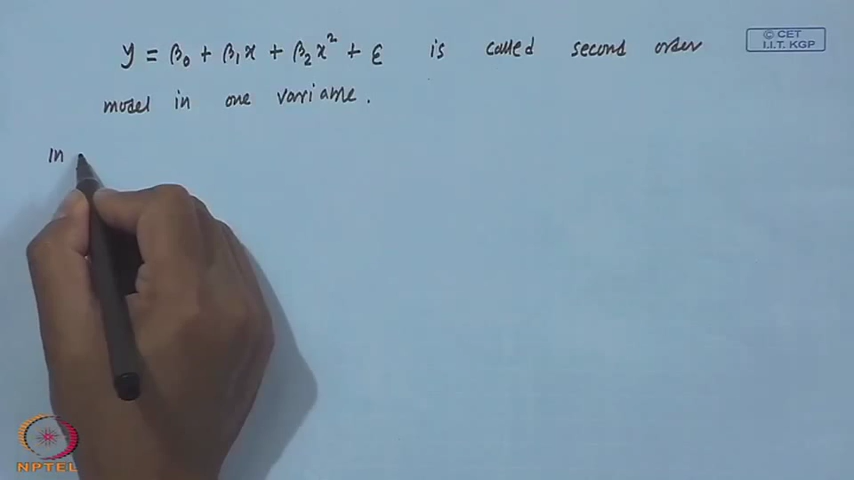 y = β₀ + β₁x + β₂x² + ε is called second order
model in one variable.
In
© CET
I.I.T. KGP
NPTEL